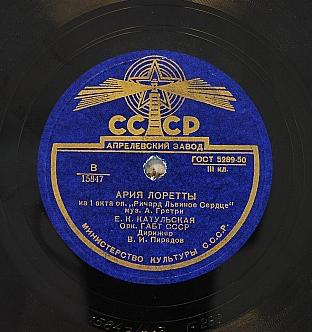 СССР
АПРЕЛЕВСКИЙ ЗАВОД
В
15847
ГОСТ 5289-50
III кл.
АРИЯ ЛОРЕТТЫ
из 1 акта оп. „Ричард Львиное Сердце"
муз. А. Гретри
Е. К. КАТУЛЬСКАЯ
Орк. ГАБТ СССР
Дирижер
В. И. Пирадов
МИНИСТЕРСТВО КУЛЬТУРЫ С.С.С.Р.